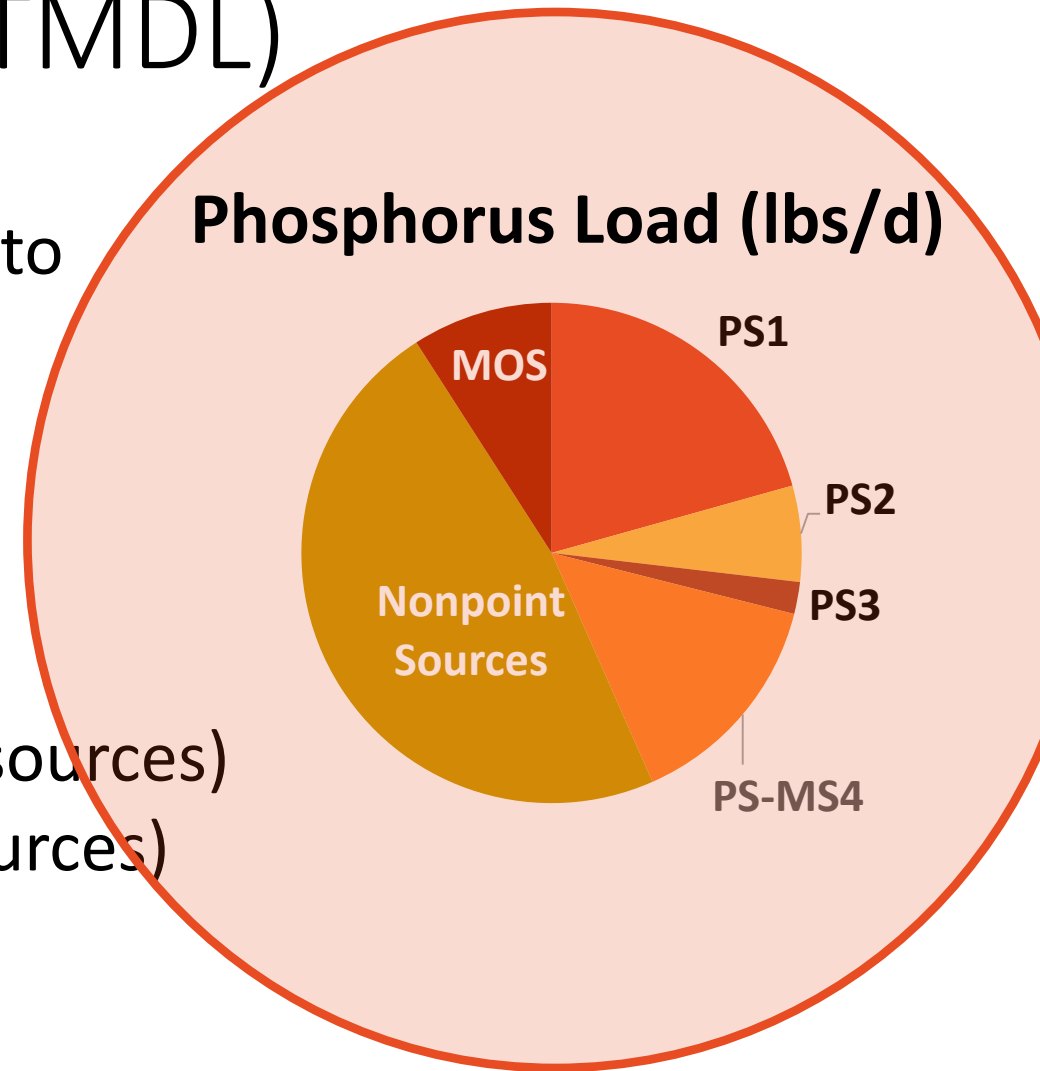 TMDL)
to
Phosphorus Load (lbs/d)
PS1
MOS
PS2
PS3
Nonpoint
Sources
PS-MS4
sources)
urces)